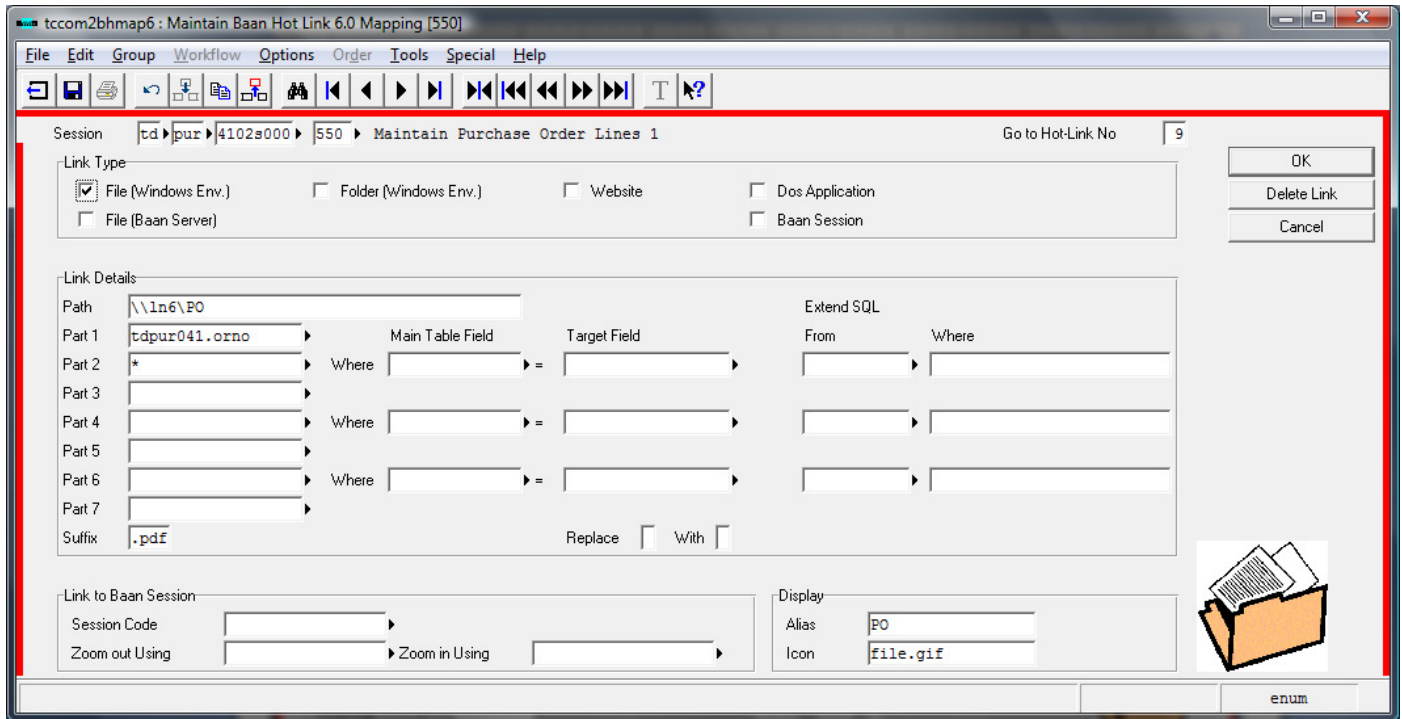 tccom2bhmap6 : Maintain Baan Hot Link 6.0 Mapping [550]
File Edit Group Workflow Options Order Tools Special Help
T
Session td pur 4102s000 550 Maintain Purchase Order Lines 1 Go to Hot-Link No 9
Link Type
OK
File (Windows Env.) Folder (Windows Env.) Website Dos Application
Delete Link
File (Baan Server) Baan Session
Cancel
Link Details
Path \\ln6\PO Extend SQL
Part 1 tdpur041.orno Main Table Field Target Field From Where
Part 2 * Where =
Part 3
Part 4 Where =
Part 5
Part 6 Where =
Part 7
Suffix .pdf Replace With
Link to Baan Session Display
Session Code Alias PO
Zoom out Using Zoom in Using Icon file.gif
enum